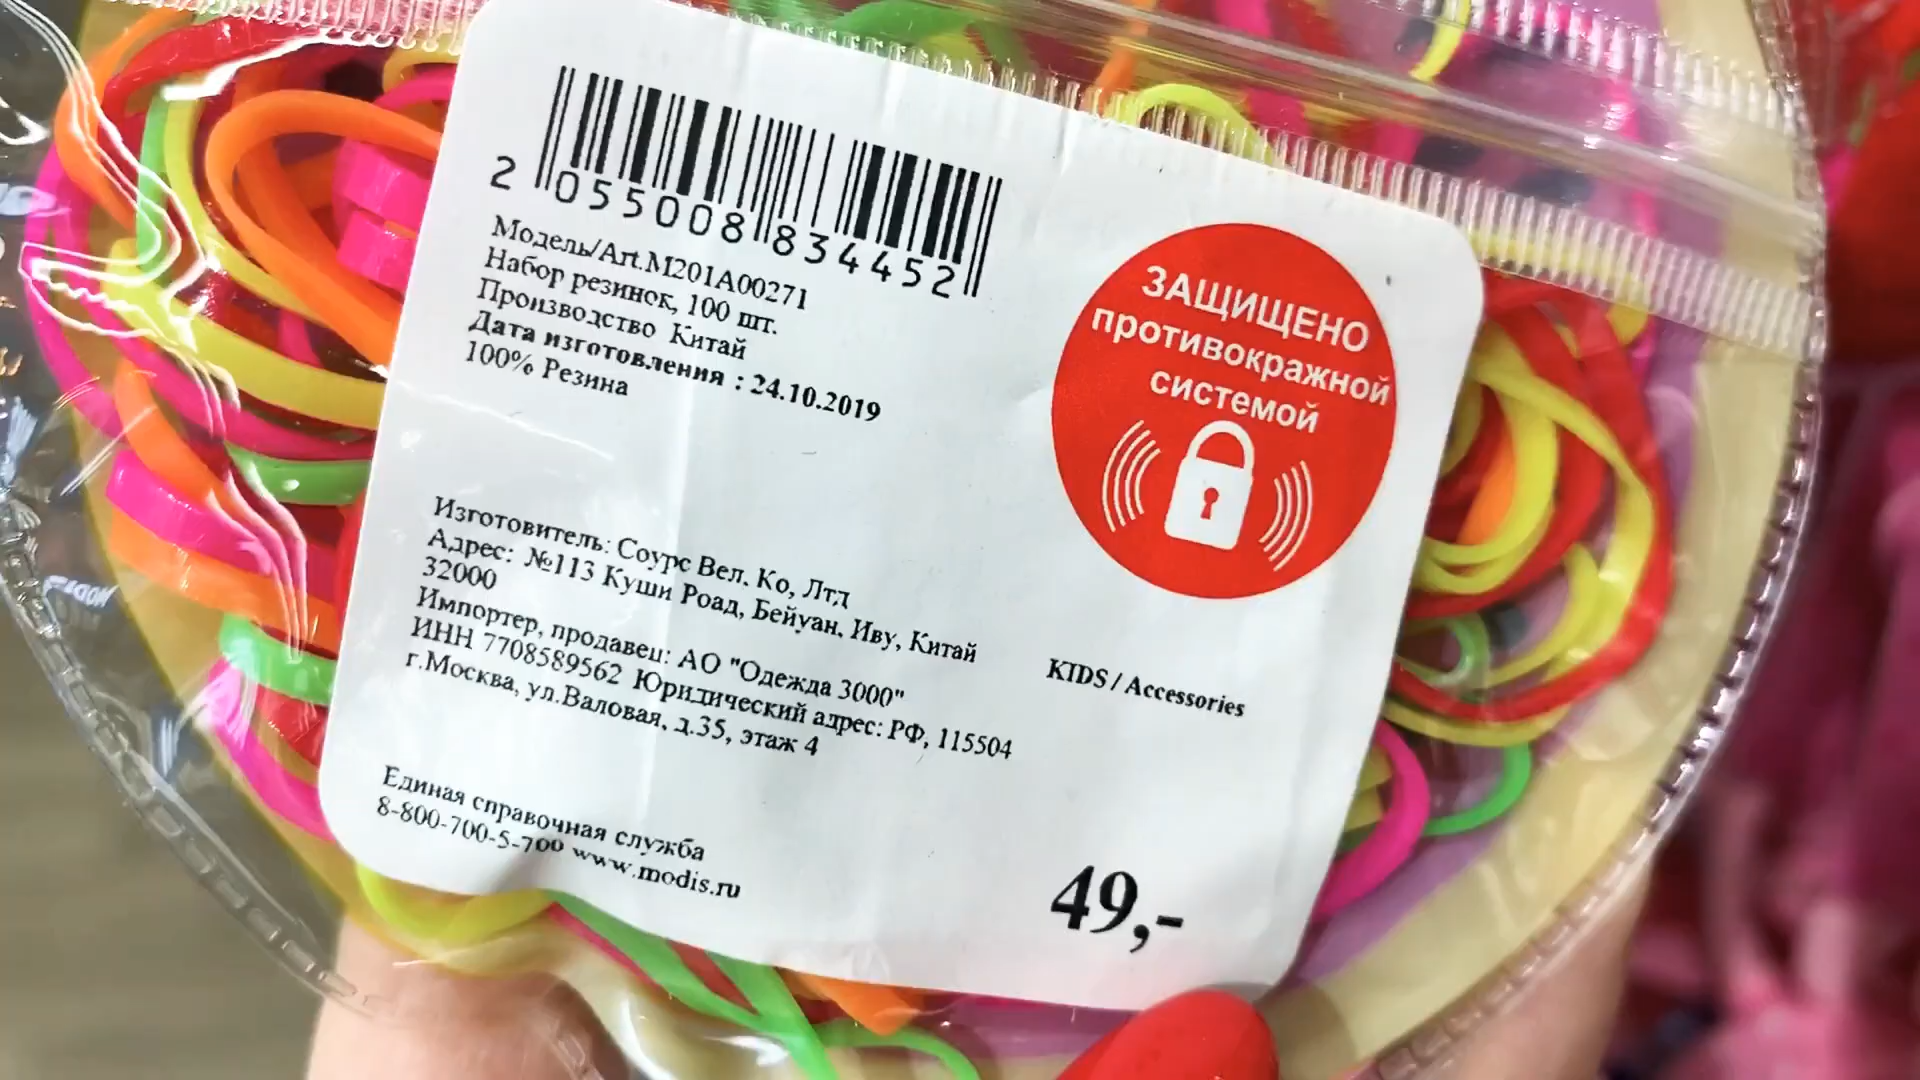 2 055008 834452
Модель/Art.M201A00271
Набор резинок, 100 шт.
Производство Китай
Дата изготовления : 24.10.2019
100% Резина
ЗАЩИЩЕНО
противокражной
системой
Изготовитель: Соурс Вел. Ко, Лтд
Адрес: №113 Куши Роад, Бейуан, Иву, Китай
32000
Импортер, продавец: АО "Одежда 3000"
ИНН 7708589562 Юридический адрес: РФ, 115504
г.Москва, ул.Валовая, д.35, этаж 4
KIDS / Accessories
Единая справочная служба
8-800-700-5-700 www.modis.ru
49,-